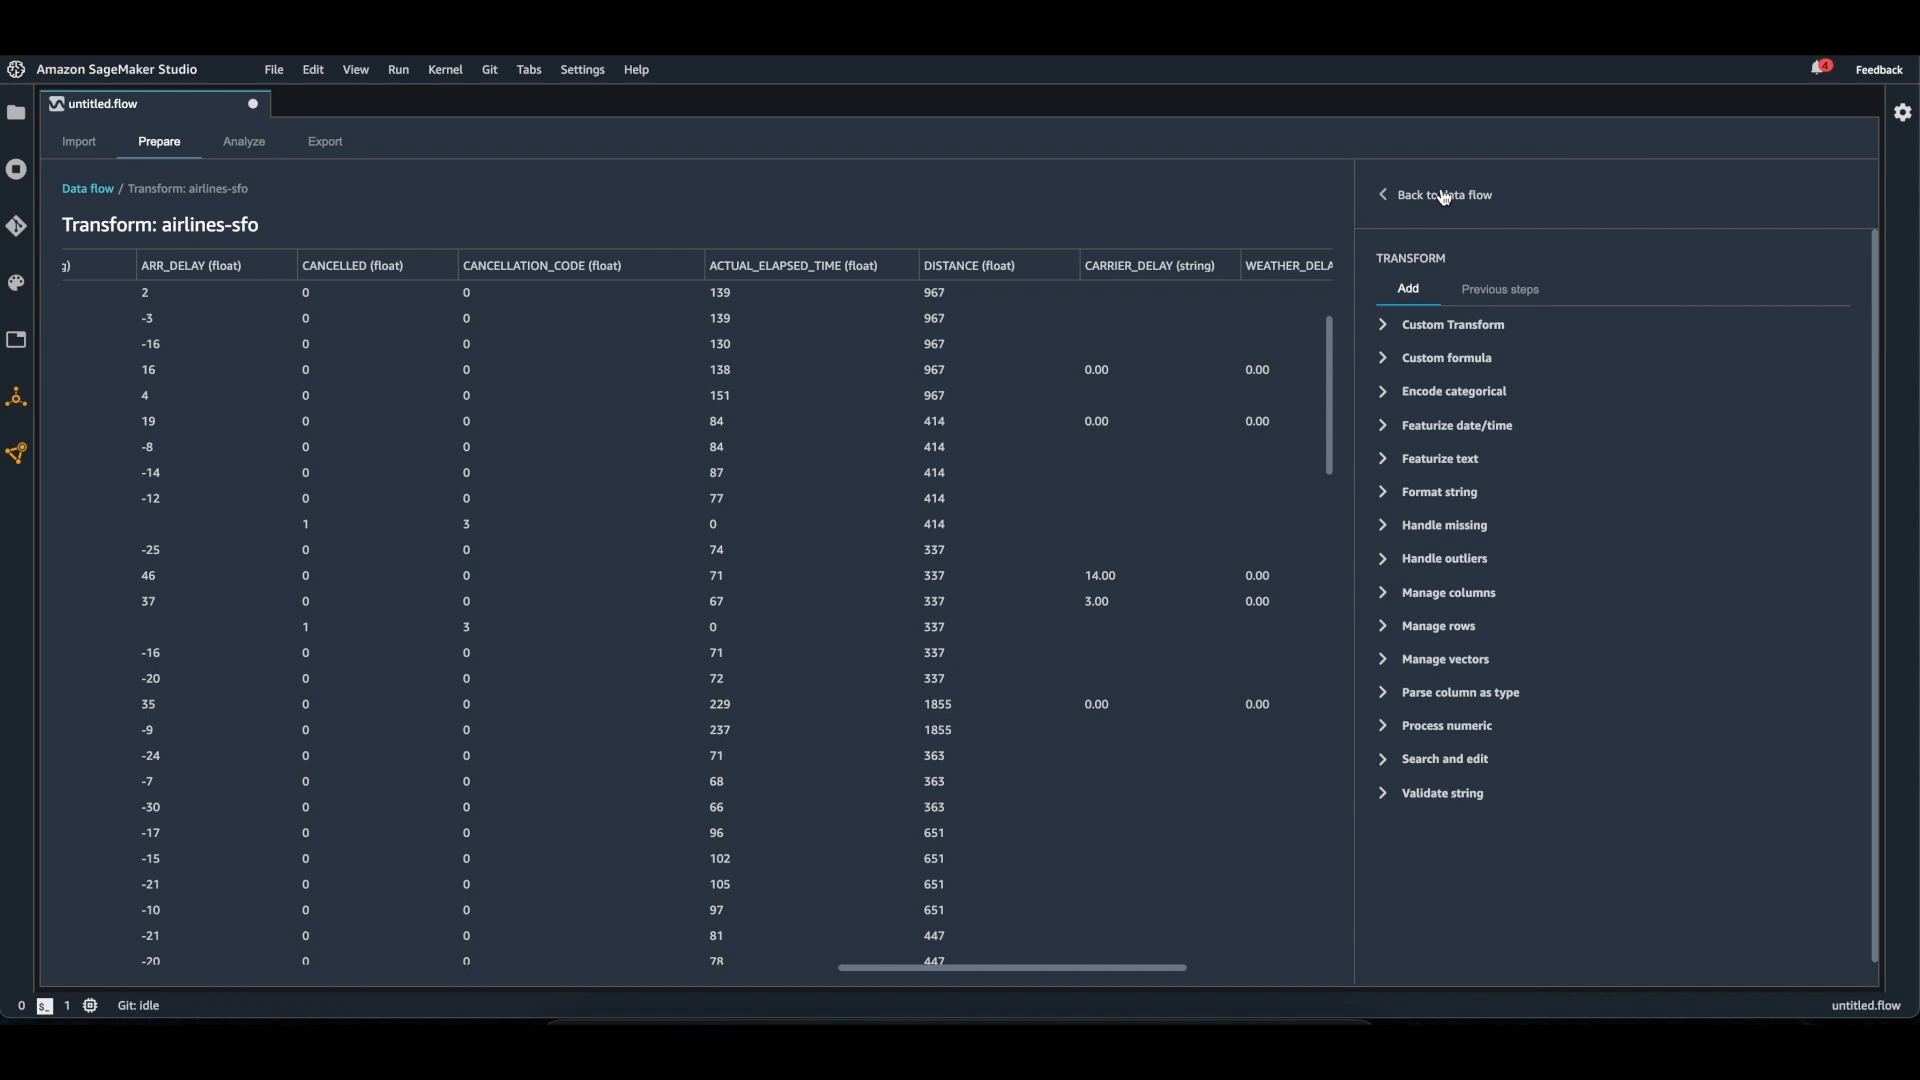 Amazon SageMaker Studio File Edit View Run Kernel Git Tabs Settings Help 4 Feedback
untitled.flow
Import Prepare Analyze Export
Data flow / Transform: airlines-sfo
Back to data flow
Transform: airlines-sfo
g) ARR_DELAY (float) CANCELLED (float) CANCELLATION_CODE (float) ACTUAL_ELAPSED_TIME (float) DISTANCE (float) CARRIER_DELAY (string) WEATHER_DELA
2 0 0 139 967
-3 0 0 139 967
-16 0 0 130 967
16 0 0 138 967 0.00 0.00
4 0 0 151 967
19 0 0 84 414 0.00 0.00
-8 0 0 84 414
-14 0 0 87 414
-12 0 0 77 414
1 3 0 414
-25 0 0 74 337
46 0 0 71 337 14.00 0.00
37 0 0 67 337 3.00 0.00
1 3 0 337
-16 0 0 71 337
-20 0 0 72 337
35 0 0 229 1855 0.00 0.00
-9 0 0 237 1855
-24 0 0 71 363
-7 0 0 68 363
-30 0 0 66 363
-17 0 0 96 651
-15 0 0 102 651
-21 0 0 105 651
-10 0 0 97 651
-21 0 0 81 447
-20 0 0 78 447
TRANSFORM
Add Previous steps
Custom Transform
Custom formula
Encode categorical
Featurize date/time
Featurize text
Format string
Handle missing
Handle outliers
Manage columns
Manage rows
Manage vectors
Parse column as type
Process numeric
Search and edit
Validate string
0 $_ 1 Git: idle untitled.flow